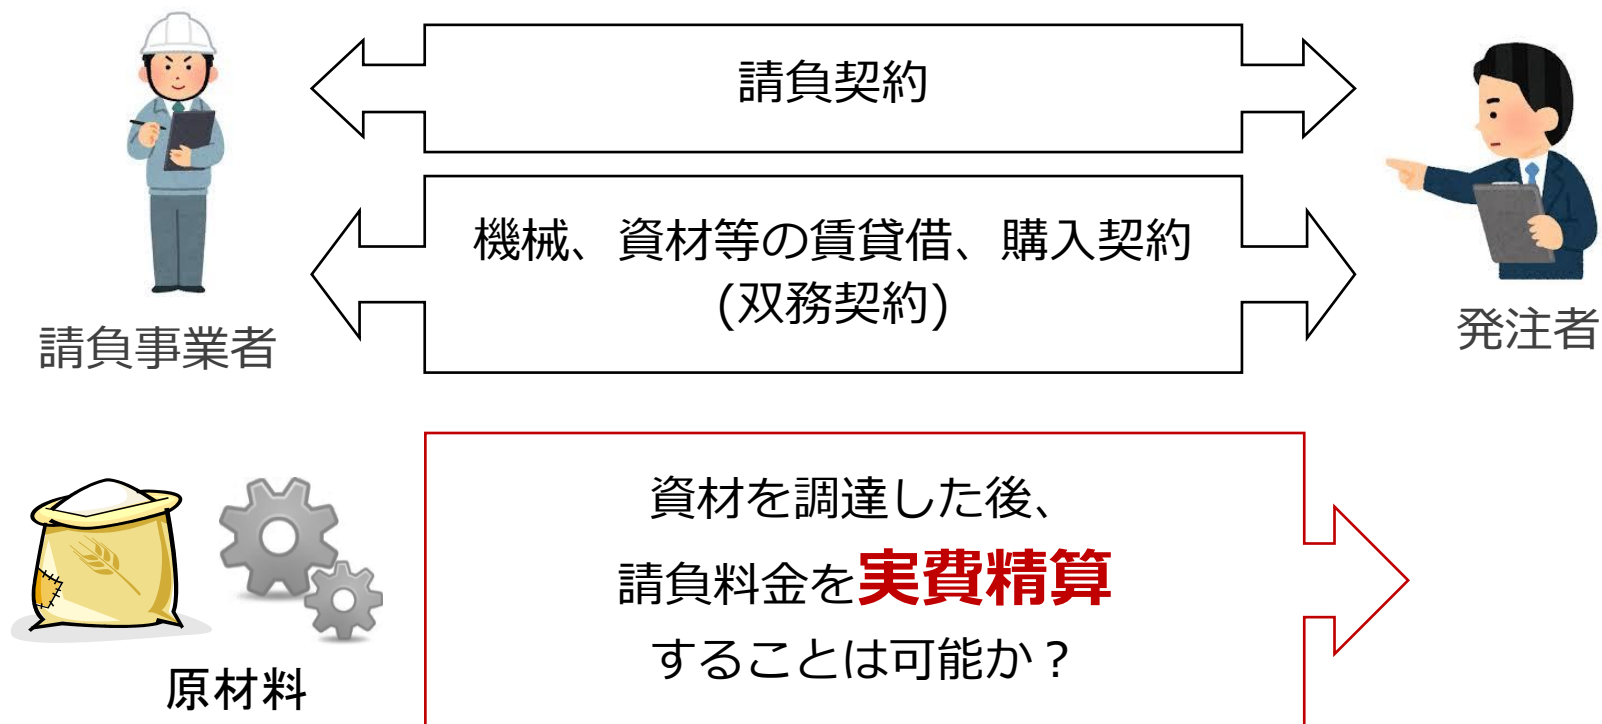 請負契約
機械、資材等の賃貸借、購入契約
(双務契約)
請負事業者
発注者
資材を調達した後、
請負料金を実費精算
することは可能か？
原材料